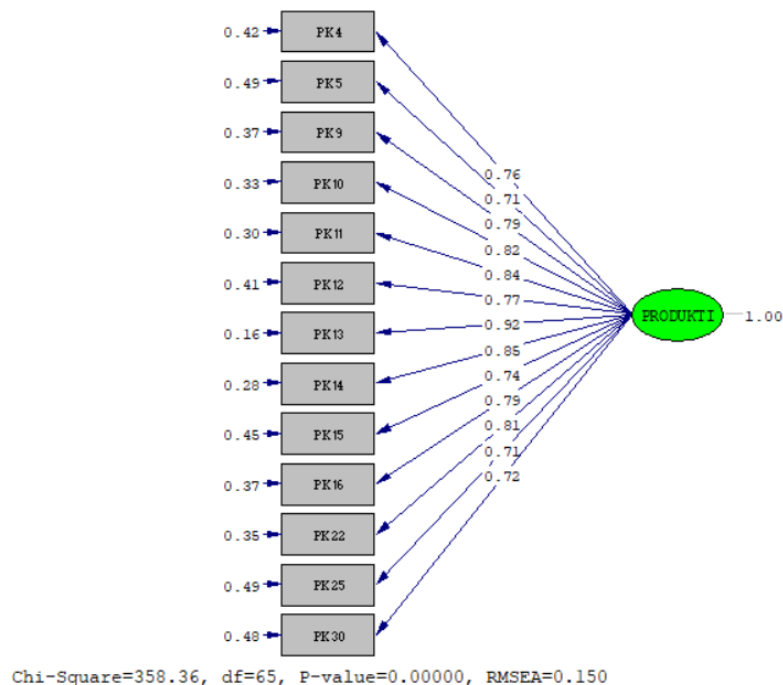 0.42 PK4
0.49 PK5
0.37 PK9
0.33 PK10
0.30 PK11
0.41 PK12
0.16 PK13
0.28 PK14
0.45 PK15
0.37 PK16
0.35 PK22
0.49 PK25
0.48 PK30
0.76
0.71
0.79
0.82
0.84
0.77
0.92
0.85
0.74
0.79
0.81
0.71
0.72
PRODUKTI 1.00
Chi-Square=358.36, df=65, P-value=0.00000, RMSEA=0.150